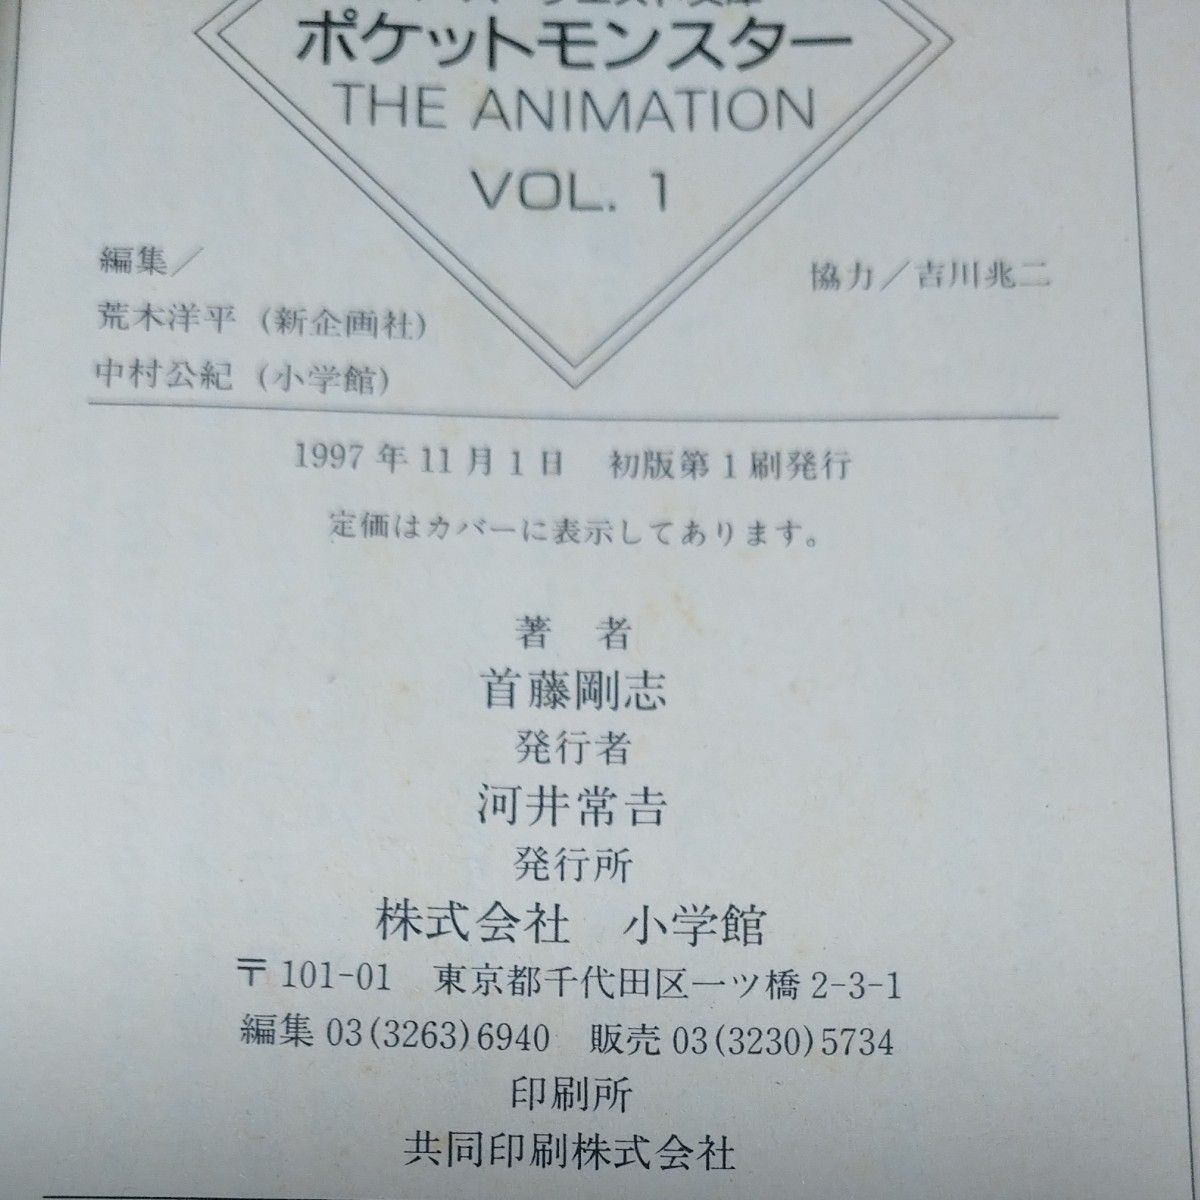 ポケットモンスター
THE ANIMATION
VOL. 1
編集／
荒木洋平 (新企画社)
中村公紀 (小学館)
協力／吉川兆二
1997年11月1日　初版第1刷発行
定価はカバーに表示してあります。
著　者
首藤剛志
発行者
河井常吉
発行所
株式会社　小学館
〒101-01　東京都千代田区一ツ橋2-3-1
編集 03(3263)6940　販売 03(3230)5734
印刷所
共同印刷株式会社